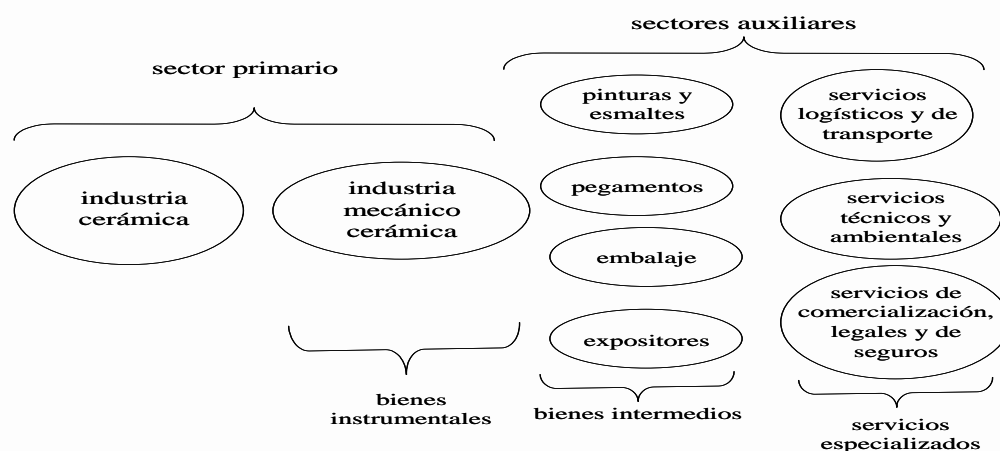 sectores auxiliares
sector primario
industria
cerámica
industria
mecánico
cerámica
pinturas y
esmaltes
pegamentos
embalaje
expositores
servicios
logísticos y de
transporte
servicios
técnicos y
ambientales
servicios de
comercialización,
legales y de
seguros
bienes
instrumentales
bienes intermedios
servicios
especializados